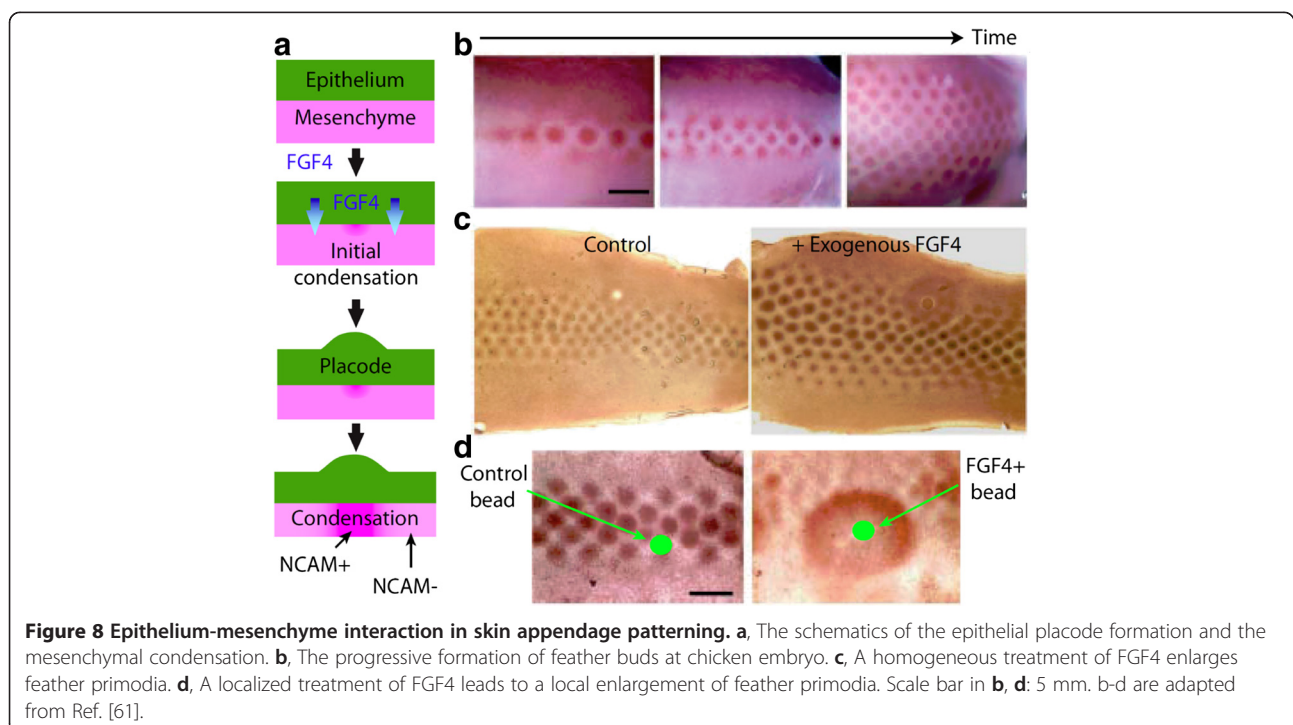 a
Epithelium
Mesenchyme
FGF4
FGF4
Initial
condensation
Placode
Condensation
NCAM+
NCAM-
b
Time
c
Control
+ Exogenous FGF4
d
Control
bead
FGF4+
bead
Figure 8 Epithelium-mesenchyme interaction in skin appendage patterning. a, The schematics of the epithelial placode formation and the
mesenchymal condensation. b, The progressive formation of feather buds at chicken embryo. c, A homogeneous treatment of FGF4 enlarges
feather primodia. d, A localized treatment of FGF4 leads to a local enlargement of feather primodia. Scale bar in b, d: 5 mm. b-d are adapted
from Ref. [61].